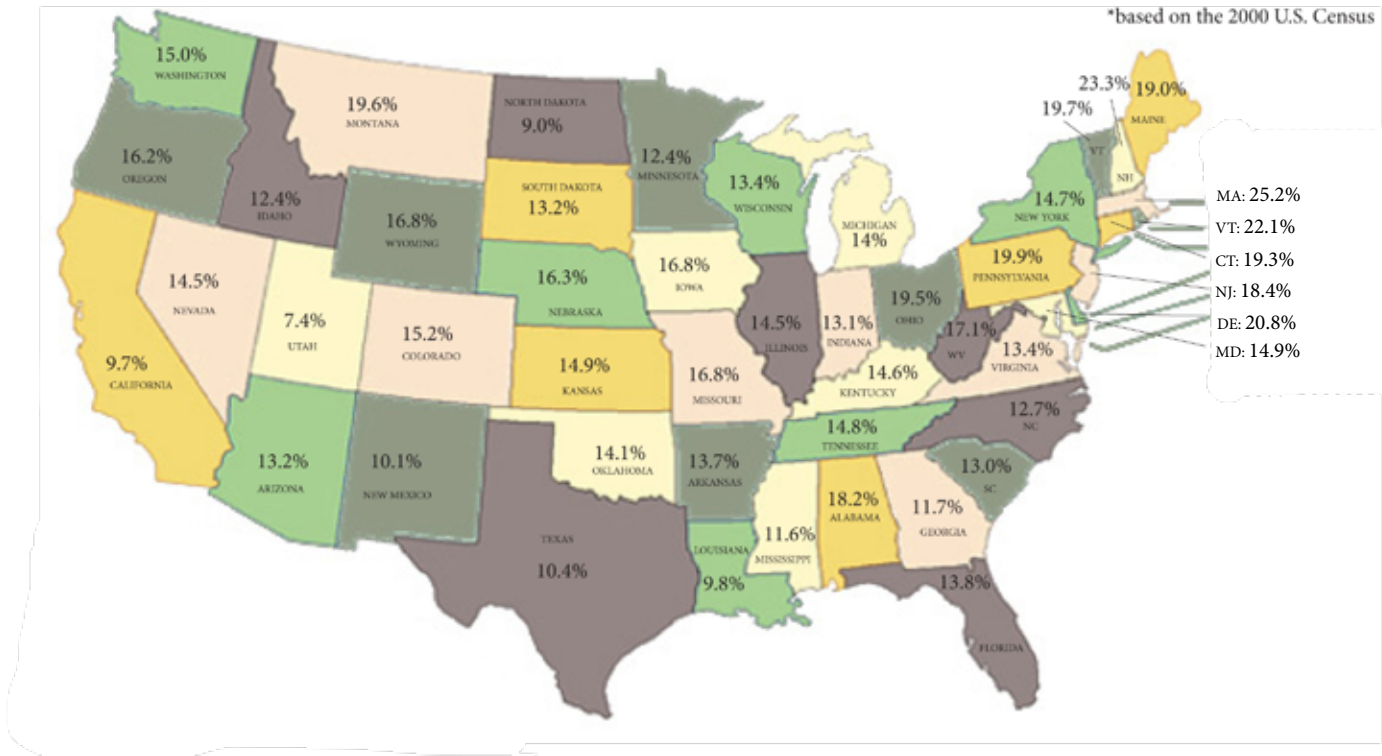 *based on the 2000 U.S. Census
15.0%
WASHINGTON
19.6%
MONTANA
NORTH DAKOTA
9.0%
12.4%
MINNESOTA
23.3%
19.0%
MAINE
19.7%
VT
NH
16.2%
OREGON
12.4%
IDAHO
16.8%
WYOMING
SOUTH DAKOTA
13.2%
13.4%
WISCONSIN
MICHIGAN
14%
14.7%
NEW YORK
MA: 25.2%
VT: 22.1%
CT: 19.3%
NJ: 18.4%
DE: 20.8%
MD: 14.9%
14.5%
NEVADA
7.4%
UTAH
15.2%
COLORADO
16.3%
NEBRASKA
16.8%
IOWA
19.9%
PENNSYLVANIA
9.7%
CALIFORNIA
14.9%
KANSAS
16.8%
MISSOURI
14.5%
ILLINOIS
13.1%
INDIANA
19.5%
OHIO
17.1%
WV
13.4%
VIRGINIA
14.6%
KENTUCKY
13.2%
ARIZONA
10.1%
NEW MEXICO
14.1%
OKLAHOMA
13.7%
ARKANSAS
14.8%
TENNESSEE
12.7%
NC
13.0%
SC
TEXAS
10.4%
LOUISIANA
9.8%
11.6%
MISSISSIPPI
18.2%
ALABAMA
11.7%
GEORGIA
13.8%
FLORIDA